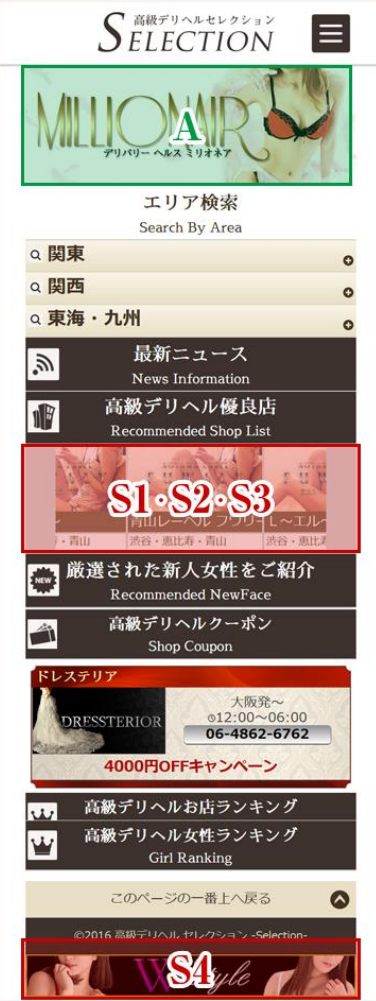 高級デリヘルセレクション
SELECTION
MILLIONAIR
A
デリバリー ヘルス ミリオネア
エリア検索
Search By Area
関東
関西
東海・九州
最新ニュース
News Information
高級デリヘル優良店
Recommended Shop List
S1・S2・S3
青山レーベル フラワー
L～エル～
・青山
渋谷・恵比寿・青山
渋谷・恵比寿
NEW
厳選された新人女性をご紹介
Recommended NewFace
高級デリヘルクーポン
Shop Coupon
ドレステリア
DRESSTERIOR
大阪発～
12:00～06:00
06-4862-6762
4000円OFFキャンペーン
高級デリヘルお店ランキング
高級デリヘル女性ランキング
Girl Ranking
このページの一番上へ戻る
©2016 高級デリヘル セレクション -Selection-
S4
style